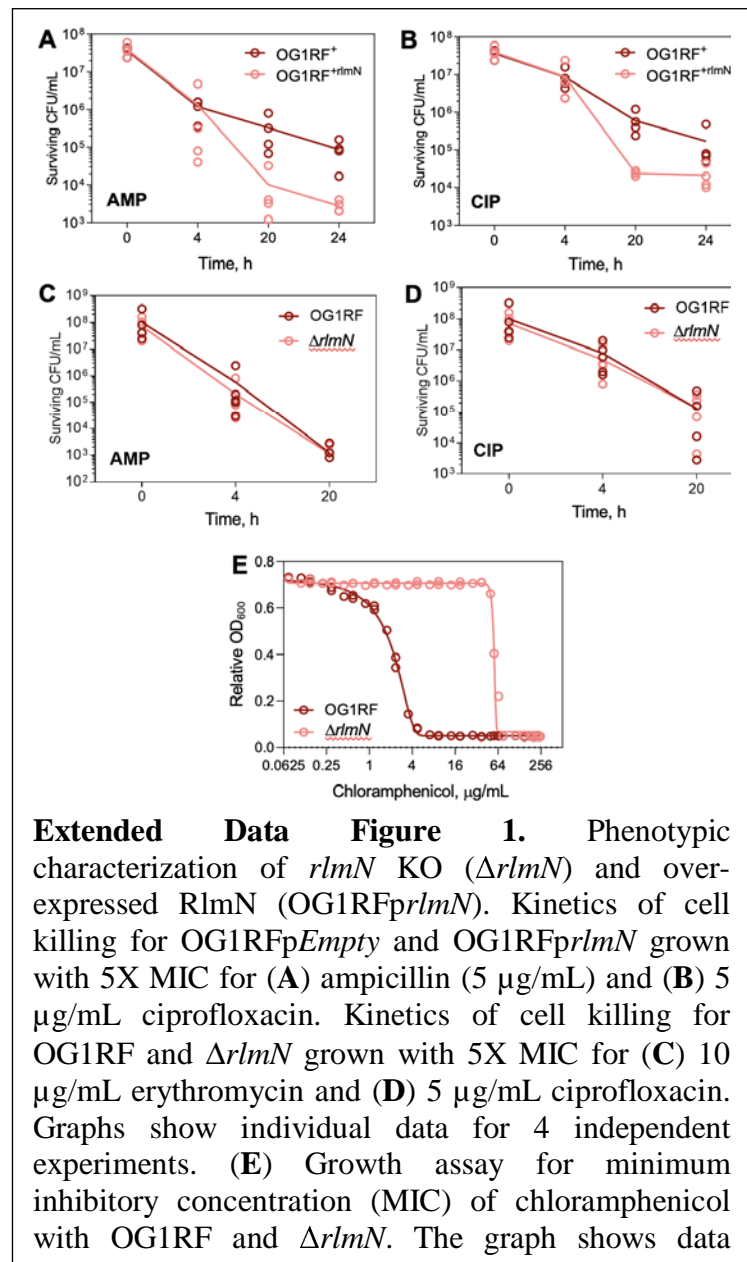 A
OG1RF⁺
OG1RF⁺ʳˡᵐᴺ
Surviving CFU/mL
10⁸
10⁷
10⁶
10⁵
10⁴
10³
AMP
0
4
20
24
Time, h
B
OG1RF⁺
OG1RF⁺ʳˡᵐᴺ
Surviving CFU/mL
10⁸
10⁷
10⁶
10⁵
10⁴
10³
CIP
0
4
20
24
Time, h
C
OG1RF
ΔrlmN
Surviving CFU/mL
10⁹
10⁸
10⁷
10⁶
10⁵
10⁴
10³
10²
AMP
0
4
20
Time, h
D
OG1RF
ΔrlmN
Surviving CFU/mL
10⁹
10⁸
10⁷
10⁶
10⁵
10⁴
10³
CIP
0
4
20
Time, h
E
Relative OD₆₀₀
0.8
0.6
0.4
0.2
0.0
OG1RF
ΔrlmN
0.0625
0.25
1
4
16
64
256
Chloramphenicol, µg/mL
Extended Data Figure 1. Phenotypic
characterization of rlmN KO (ΔrlmN) and over-
expressed RlmN (OG1RFprlmN). Kinetics of cell
killing for OG1RFpEmpty and OG1RFprlmN grown
with 5X MIC for (A) ampicillin (5 µg/mL) and (B) 5
µg/mL ciprofloxacin. Kinetics of cell killing for
OG1RF and ΔrlmN grown with 5X MIC for (C) 10
µg/mL erythromycin and (D) 5 µg/mL ciprofloxacin.
Graphs show individual data for 4 independent
experiments. (E) Growth assay for minimum
inhibitory concentration (MIC) of chloramphenicol
with OG1RF and ΔrlmN. The graph shows data